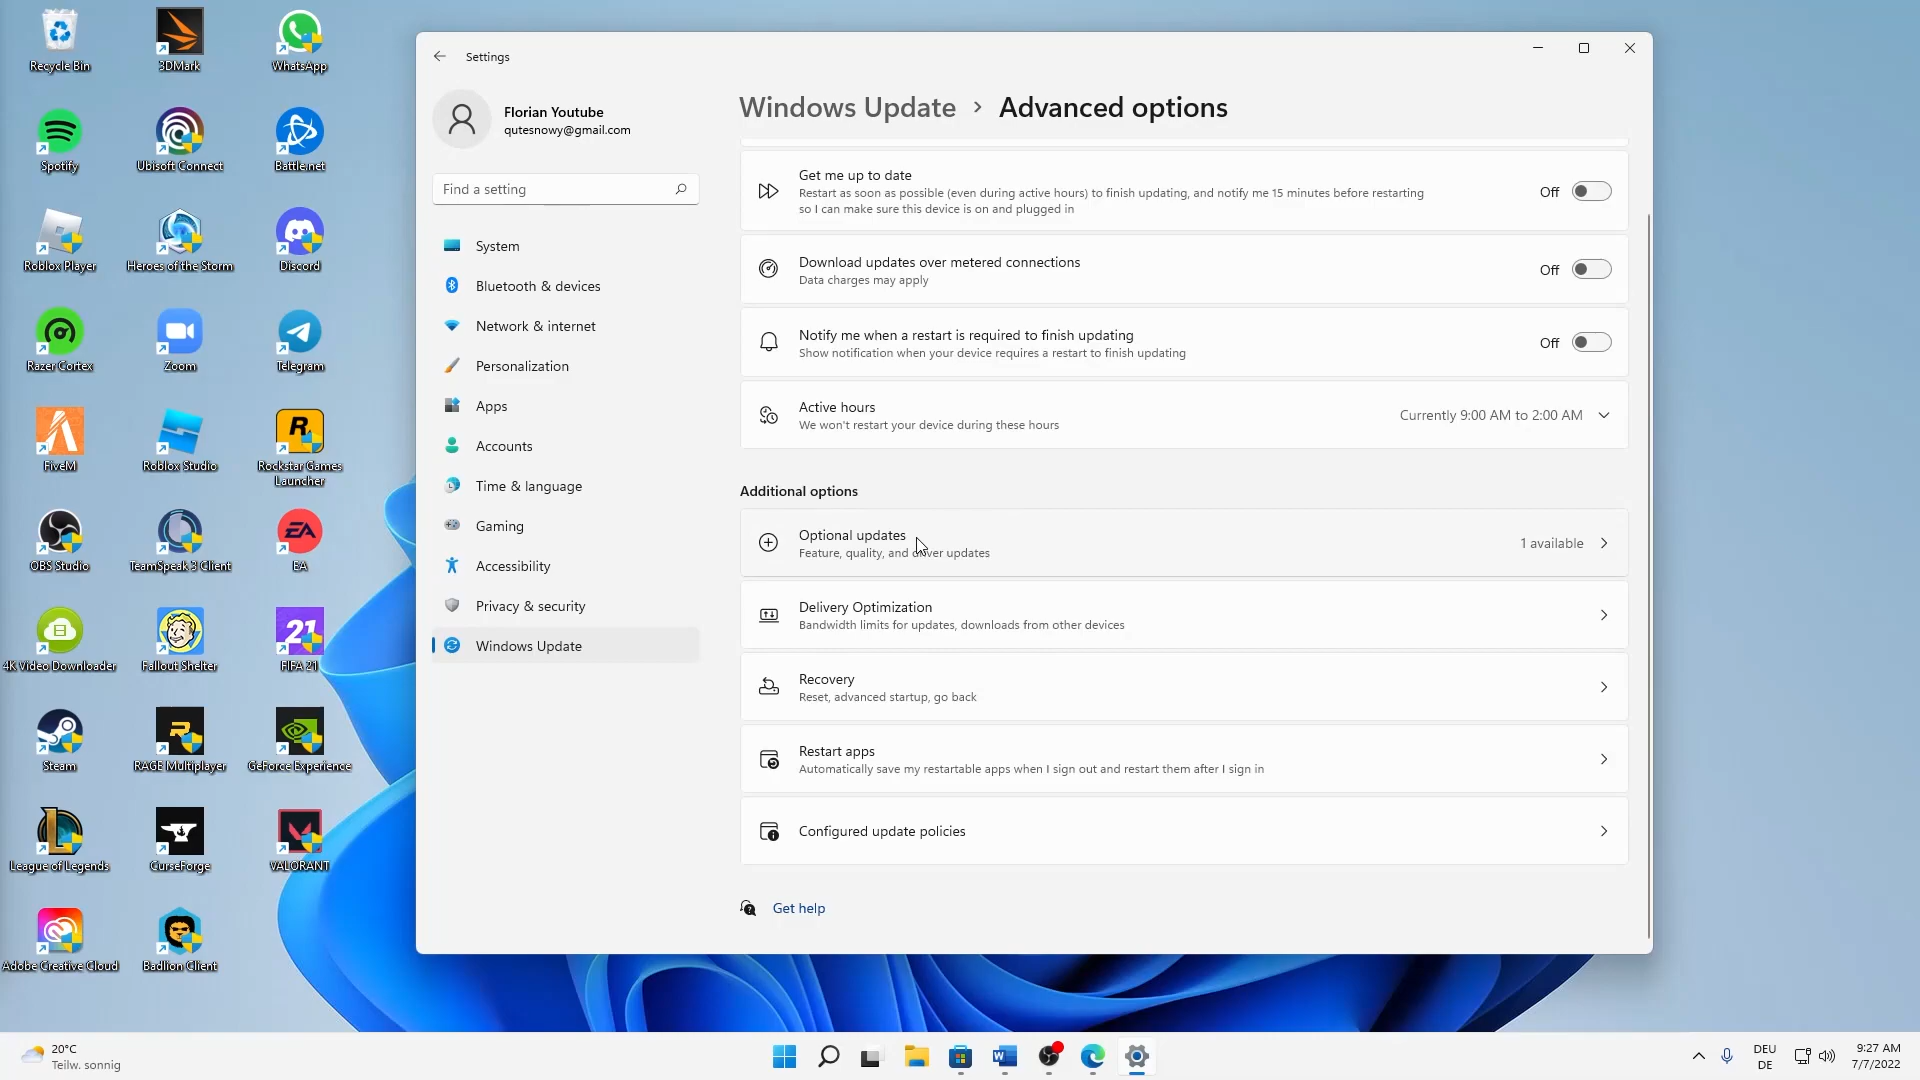 Recycle Bin
3DMark
WhatsApp
Spotify
Ubisoft Connect
Battle.net
Roblox Player
Heroes of the Storm
Discord
Razer Cortex
Zoom
Telegram
FiveM
Roblox Studio
Rockstar Games
Launcher
OBS Studio
TeamSpeak 3 Client
EA
4K Video Downloader
Fallout Shelter
FIFA 21
Steam
RAGE Multiplayer
GeForce Experience
League of Legends
CurseForge
VALORANT
Adobe Creative Cloud
Badlion Client
Settings
Florian Youtube
qutesnowy@gmail.com
Find a setting
System
Bluetooth & devices
Network & internet
Personalization
Apps
Accounts
Time & language
Gaming
Accessibility
Privacy & security
Windows Update
Windows Update > Advanced options
Get me up to date
Restart as soon as possible (even during active hours) to finish updating, and notify me 15 minutes before restarting
so I can make sure this device is on and plugged in
Off
Download updates over metered connections
Data charges may apply
Off
Notify me when a restart is required to finish updating
Show notification when your device requires a restart to finish updating
Off
Active hours
We won't restart your device during these hours
Currently 9:00 AM to 2:00 AM
Additional options
Optional updates
Feature, quality, and driver updates
1 available
Delivery Optimization
Bandwidth limits for updates, downloads from other devices
Recovery
Reset, advanced startup, go back
Restart apps
Automatically save my restartable apps when I sign out and restart them after I sign in
Configured update policies
Get help
20°C
Teilw. sonnig
DEU
DE
9:27 AM
7/7/2022